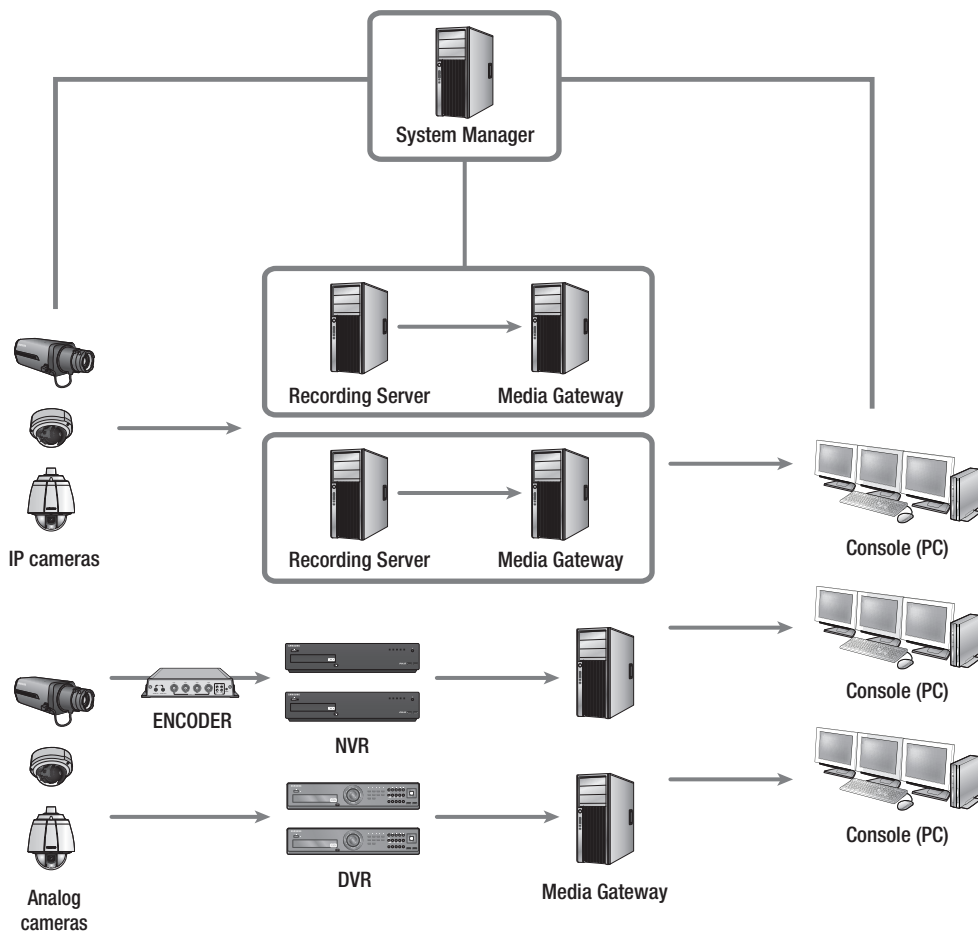 System Manager
Recording Server
Media Gateway
Recording Server
Media Gateway
IP cameras
Console (PC)
ENCODER
NVR
Console (PC)
DVR
Media Gateway
Console (PC)
Analog
cameras